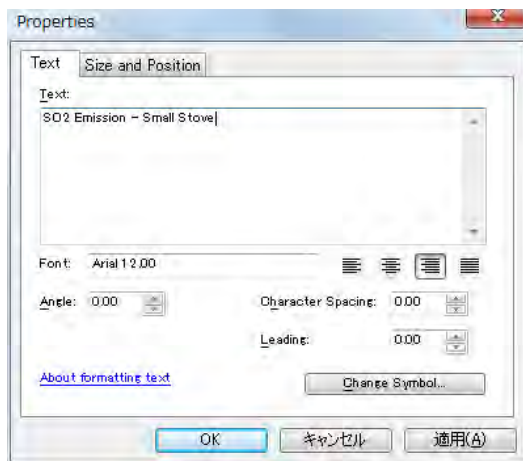 Properties
Text Size and Position
Text:
SO2 Emission - Small Stove
Font: Arial 12.00
Angle: 0.00 Character Spacing: 0.00
Leading: 0.00
About formatting text Change Symbol...
OK キャンセル 適用(A)